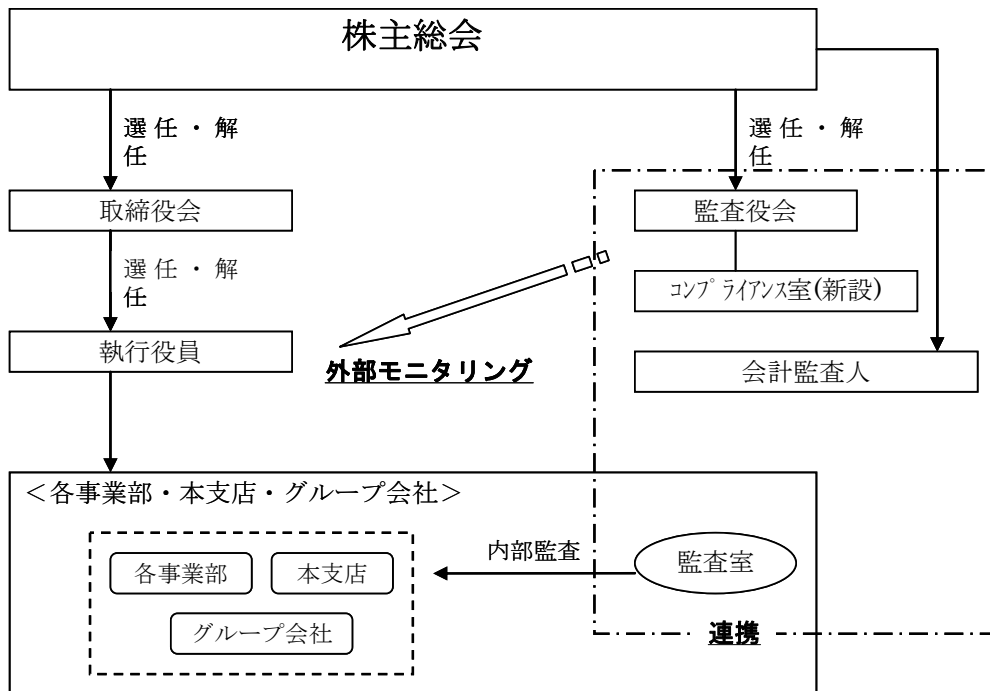 株主総会
選 任 ・ 解
任
選 任 ・ 解
任
取締役会
監査役会
選 任 ・ 解
任
コンプライアンス室(新設)
執行役員
外部モニタリング
会計監査人
＜各事業部・本支店・グループ会社＞
内部監査
監査室
各事業部
本支店
グループ会社
連携